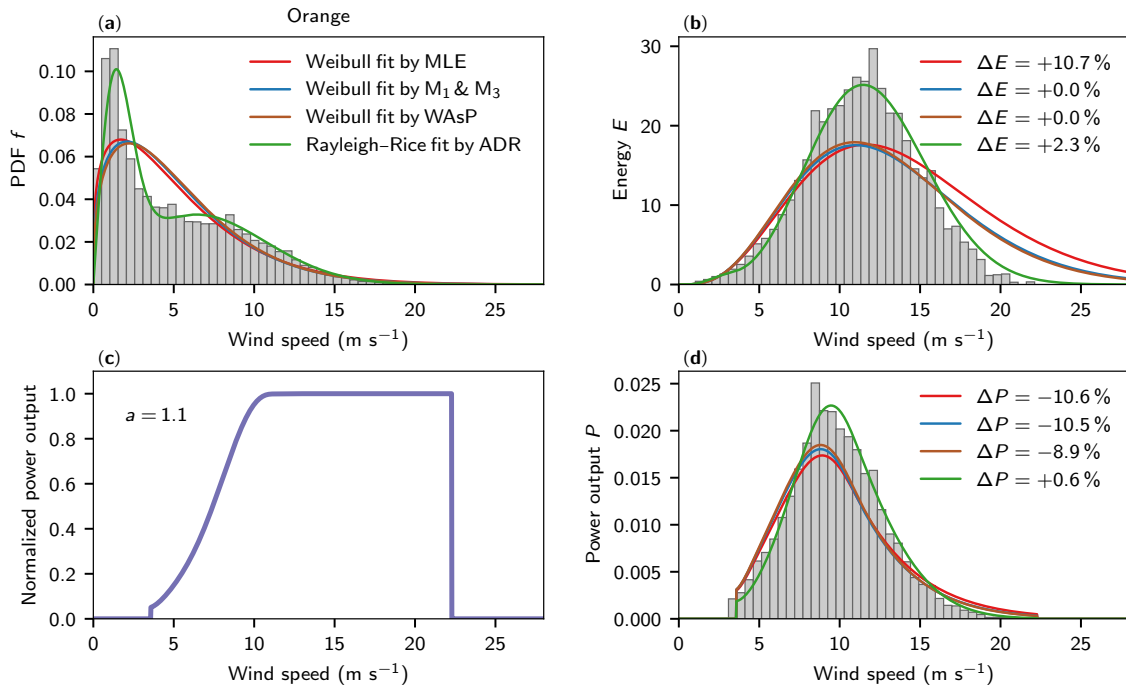 (a)
Orange
PDF f
0.10
0.08
0.06
0.04
0.02
0.00
Weibull fit by MLE
Weibull fit by M₁ & M₃
Weibull fit by WAsP
Rayleigh–Rice fit by ADR
0 5 10 15 20 25
Wind speed (m s⁻¹)
(b)
Energy E
30
20
10
0
ΔE = +10.7 %
ΔE = +0.0 %
ΔE = +0.0 %
ΔE = +2.3 %
0 5 10 15 20 25
Wind speed (m s⁻¹)
(c)
Normalized power output
1.0
0.8
0.6
0.4
0.2
0.0
a = 1.1
0 5 10 15 20 25
Wind speed (m s⁻¹)
(d)
Power output P
0.025
0.020
0.015
0.010
0.005
0.000
ΔP = −10.6 %
ΔP = −10.5 %
ΔP = −8.9 %
ΔP = +0.6 %
0 5 10 15 20 25
Wind speed (m s⁻¹)